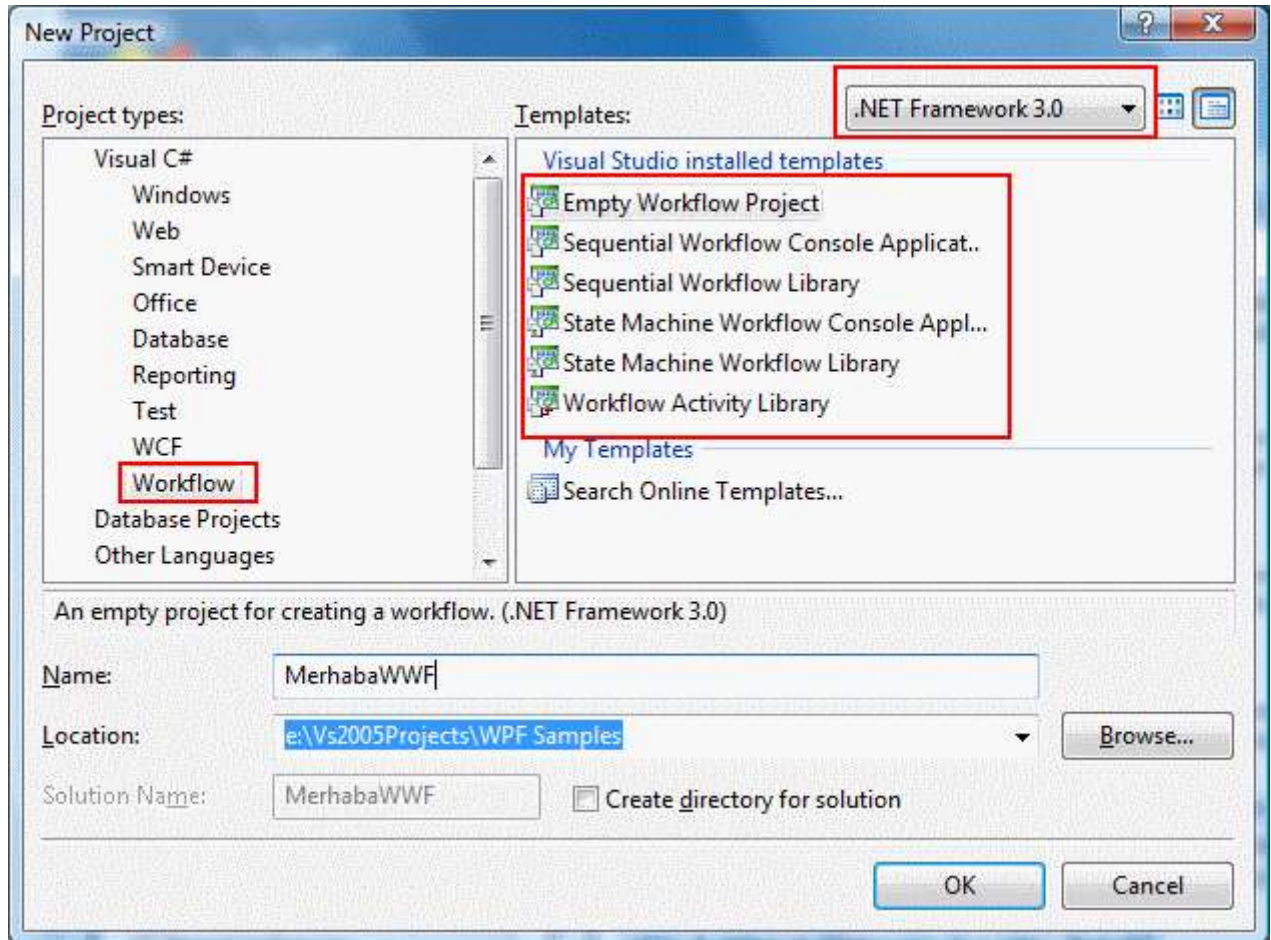 New Project
Project types:
Templates:
.NET Framework 3.0
Visual C#
Windows
Web
Smart Device
Office
Database
Reporting
Test
WCF
Workflow
Database Projects
Other Languages
Visual Studio installed templates
Empty Workflow Project
Sequential Workflow Console Applicat..
Sequential Workflow Library
State Machine Workflow Console Appl...
State Machine Workflow Library
Workflow Activity Library
My Templates
Search Online Templates...
An empty project for creating a workflow. (.NET Framework 3.0)
Name:
MerhabaWWF
Location:
e:\Vs2005Projects\WPF Samples
Browse...
Solution Name:
MerhabaWWF
Create directory for solution
OK
Cancel